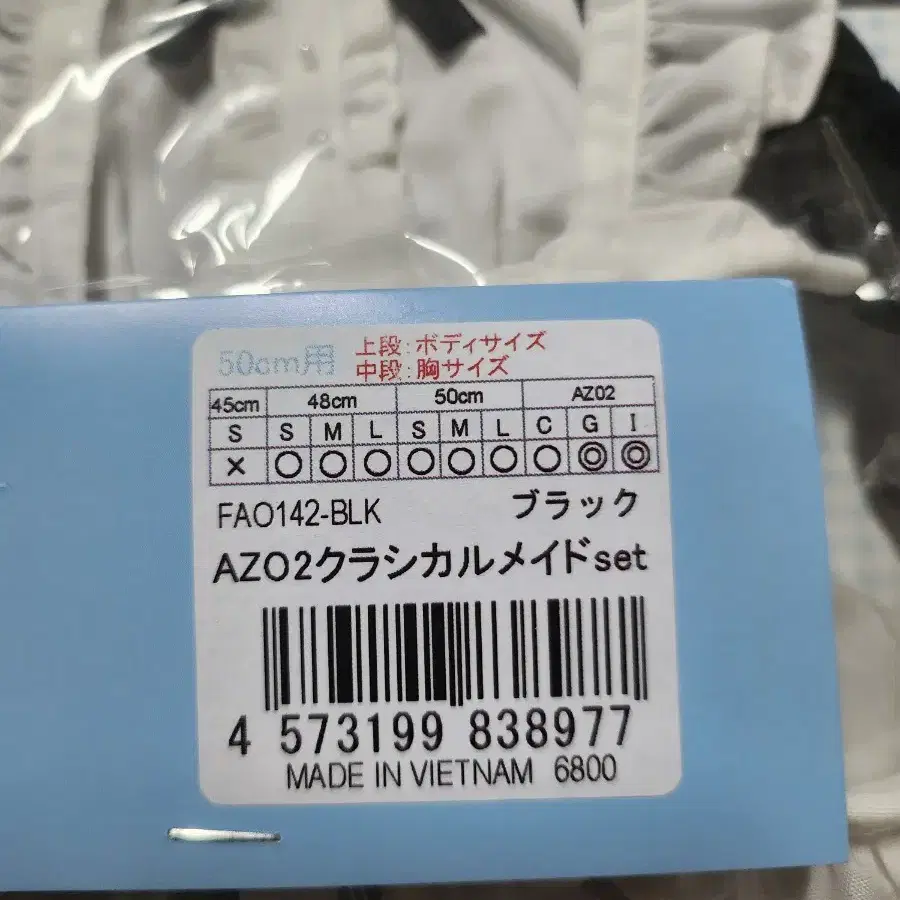 50cm用
上段:ボディサイズ
中段:胸サイズ
45cm 48cm 50cm AZ02
S S M L S M L C G I
× ○ ○ ○ ○ ○ ○ ○ ◎ ◎
FAO142-BLK ブラック
AZO2クラシカルメイドset
4 573199 838977
MADE IN VIETNAM 6800